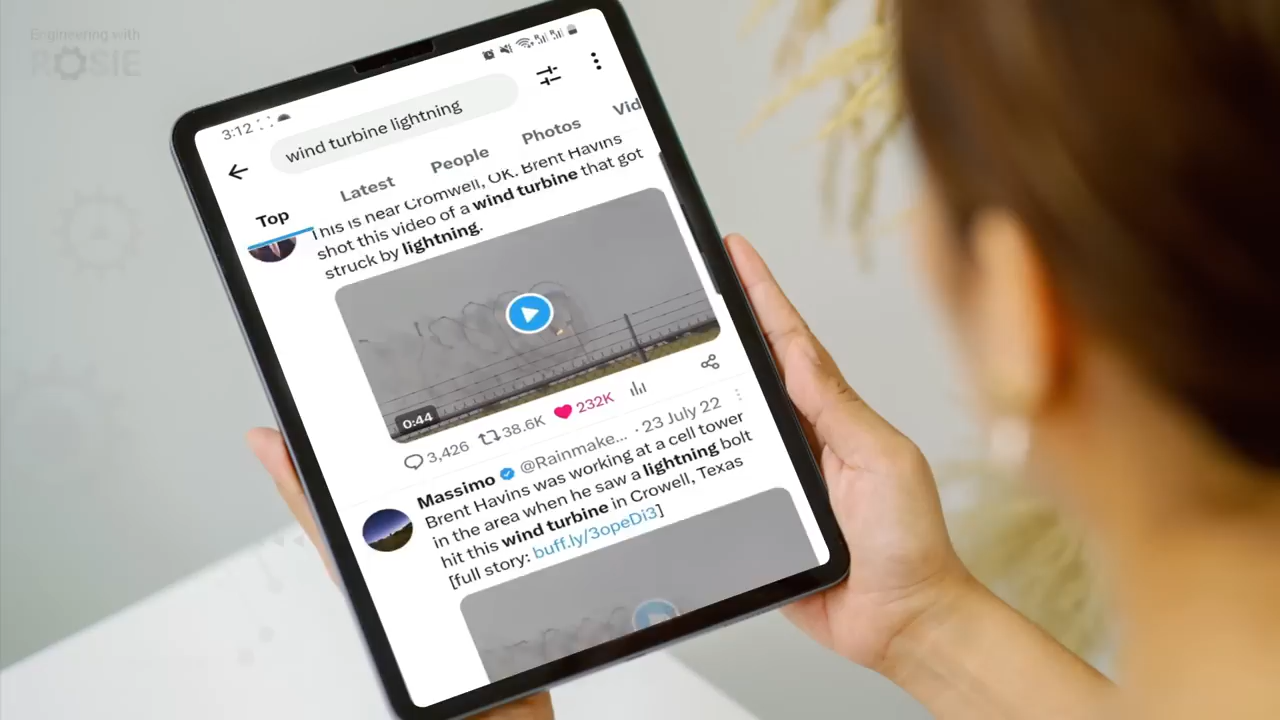 Engineering with
ROSIE
3:12
wind turbine lightning
Top
Latest
People
Photos
Vid
This is near Cromwell, OK. Brent Havins
shot this video of a wind turbine that got
struck by lightning.
0:44
3,426
38.6K
232K
Massimo @Rainmake... · 23 July 22
Brent Havins was working at a cell tower
in the area when he saw a lightning bolt
hit this wind turbine in Crowell, Texas
[full story: buff.ly/3opeDi3]